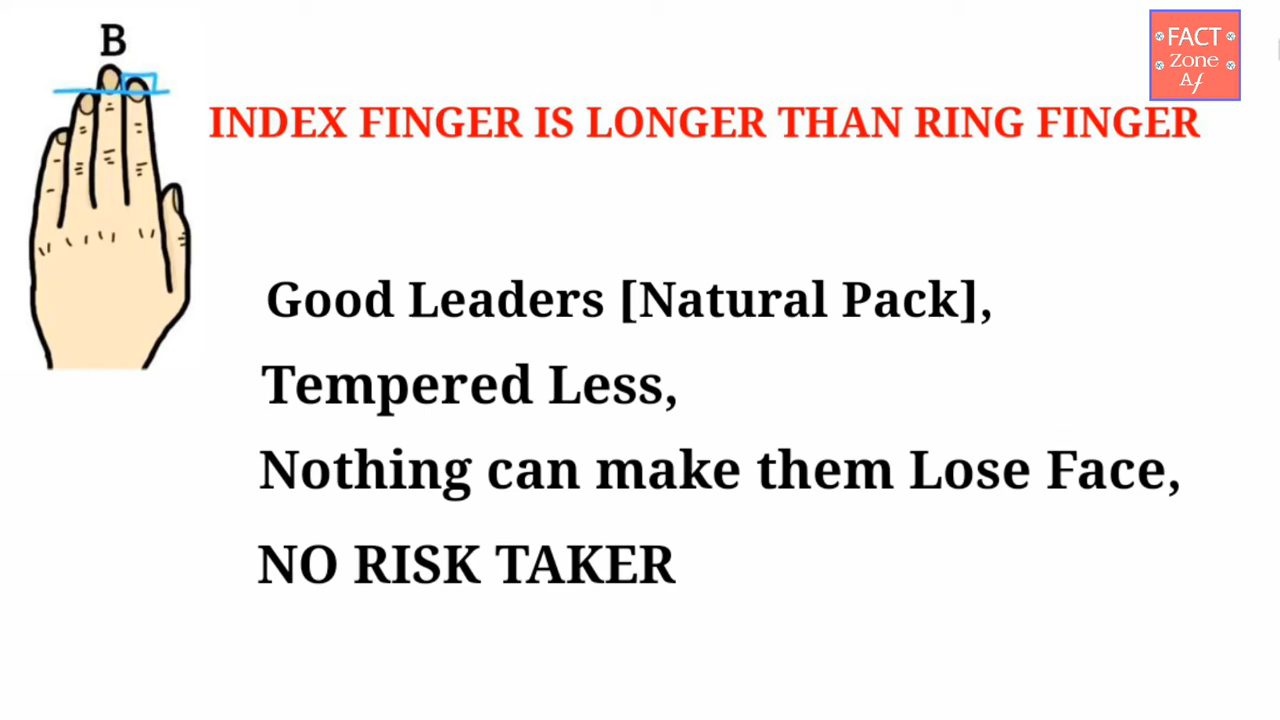 B
FACT
Zone
Af
INDEX FINGER IS LONGER THAN RING FINGER
Good Leaders [Natural Pack],
Tempered Less,
Nothing can make them Lose Face,
NO RISK TAKER